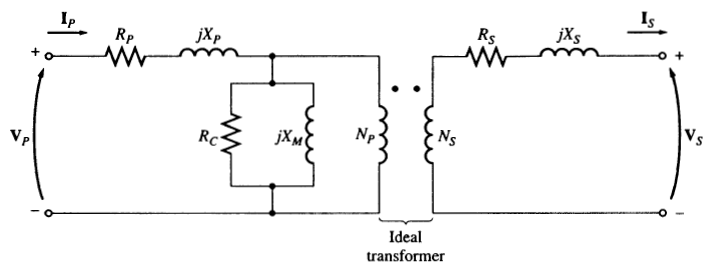 I_P
R_P
jX_P
R_S
jX_S
I_S
+
+
V_P
R_C
jX_M
N_P
N_S
V_S
−
−
Ideal
transformer